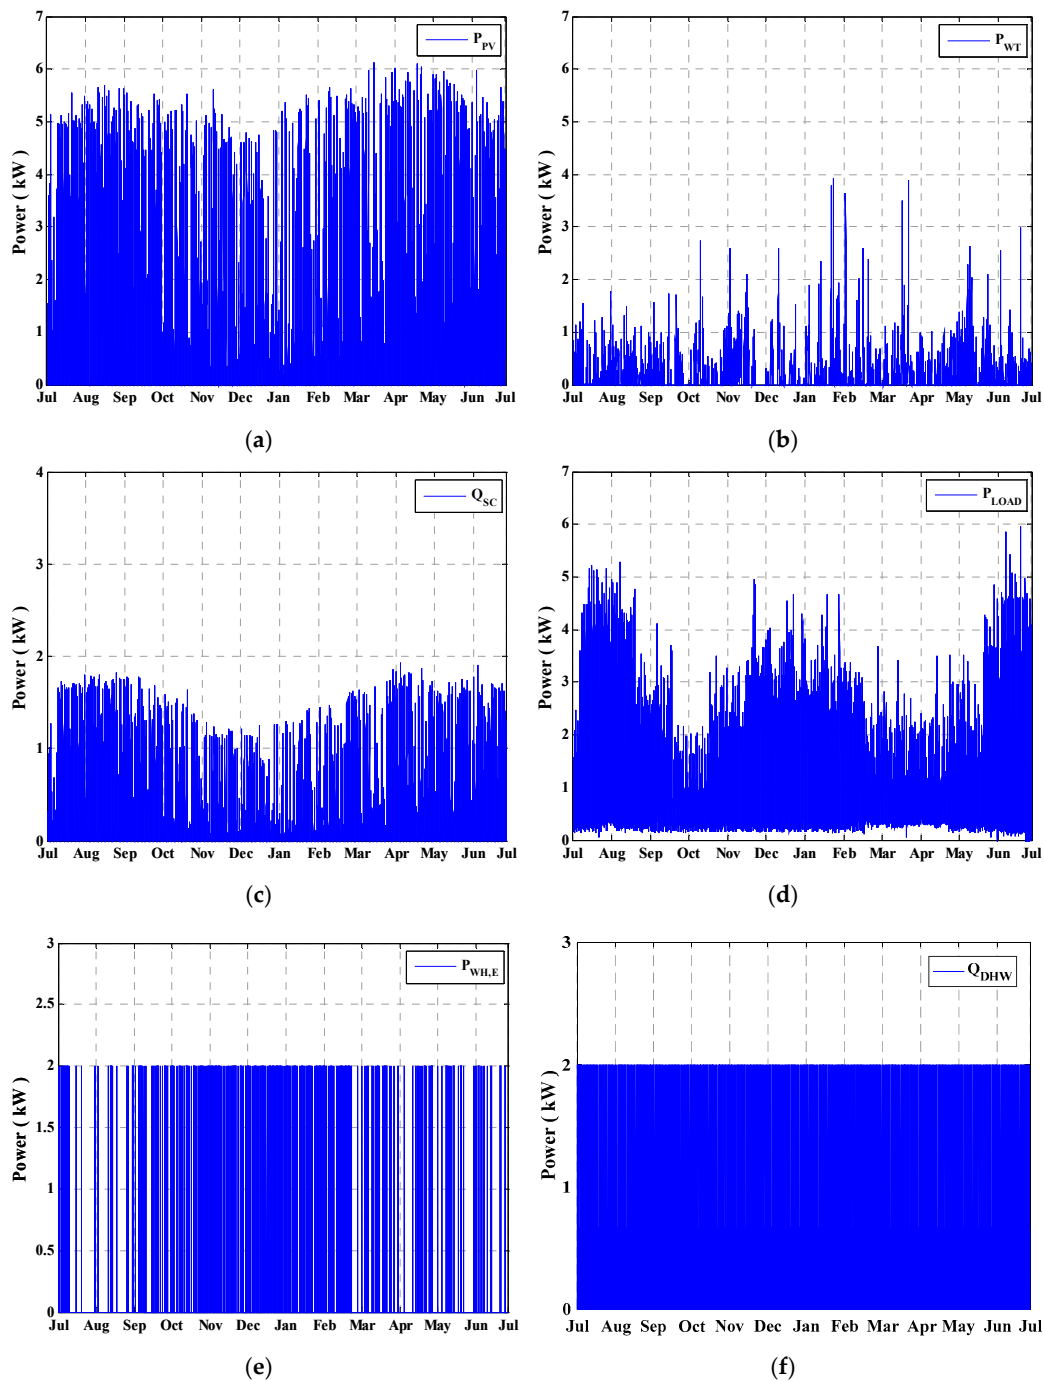 7
6
5
4
3
2
1
0
Power ( kW )
P_PV
Jul Aug Sep Oct Nov Dec Jan Feb Mar Apr May Jun Jul
(a)
7
6
5
4
3
2
1
0
Power ( kW )
P_WT
Jul Aug Sep Oct Nov Dec Jan Feb Mar Apr May Jun Jul
(b)
4
3
2
1
0
Power ( kW )
Q_SC
Jul Aug Sep Oct Nov Dec Jan Feb Mar Apr May Jun Jul
(c)
7
6
5
4
3
2
1
0
Power ( kW )
P_LOAD
Jul Aug Sep Oct Nov Dec Jan Feb Mar Apr May Jun Jul
(d)
3
2.5
2
1.5
1
0.5
0
Power ( kW )
P_WH,E
Jul Aug Sep Oct Nov Dec Jan Feb Mar Apr May Jun Jul
(e)
3
2
1
0
Power ( kW )
Q_DHW
Jul Aug Sep Oct Nov Dec Jan Feb Mar Apr May Jun Jul
(f)